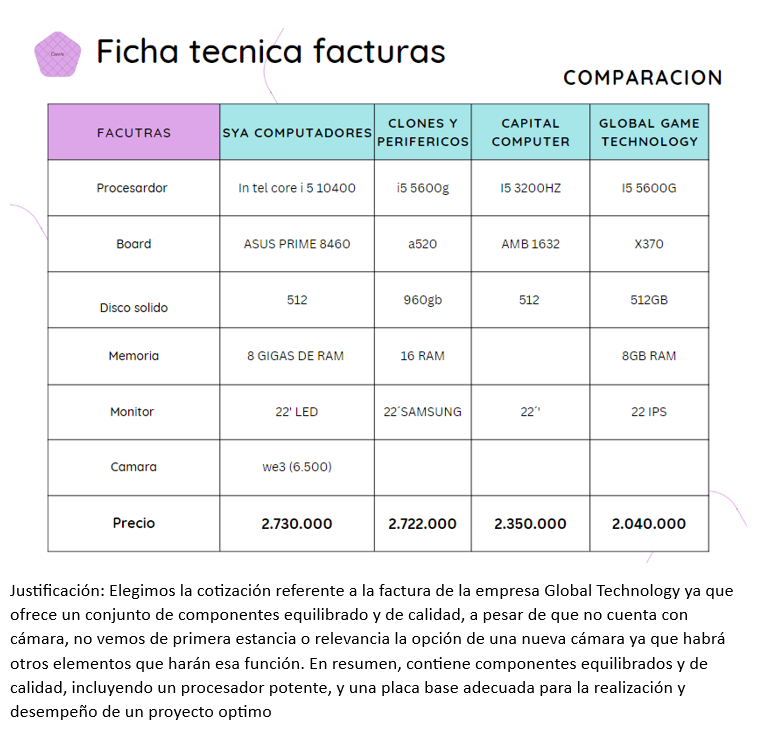 Ficha tecnica facturas
COMPARACION
FACUTRAS SYA COMPUTADORES CLONES Y PERIFERICOS CAPITAL COMPUTER GLOBAL GAME TECHNOLOGY
Procesardor In tel core i 5 10400 i5 5600g I5 3200HZ I5 5600G
Board ASUS PRIME 8460 a520 AMB 1632 X370
Disco solido 512 960gb 512 512GB
Memoria 8 GIGAS DE RAM 16 RAM 8GB RAM
Monitor 22' LED 22´SAMSUNG 22´' 22 IPS
Camara we3 (6.500)
Precio 2.730.000 2.722.000 2.350.000 2.040.000
Justificación: Elegimos la cotización referente a la factura de la empresa Global Technology ya que
ofrece un conjunto de componentes equilibrado y de calidad, a pesar de que no cuenta con
cámara, no vemos de primera estancia o relevancia la opción de una nueva cámara ya que habrá
otros elementos que harán esa función. En resumen, contiene componentes equilibrados y de
calidad, incluyendo un procesador potente, y una placa base adecuada para la realización y
desempeño de un proyecto optimo